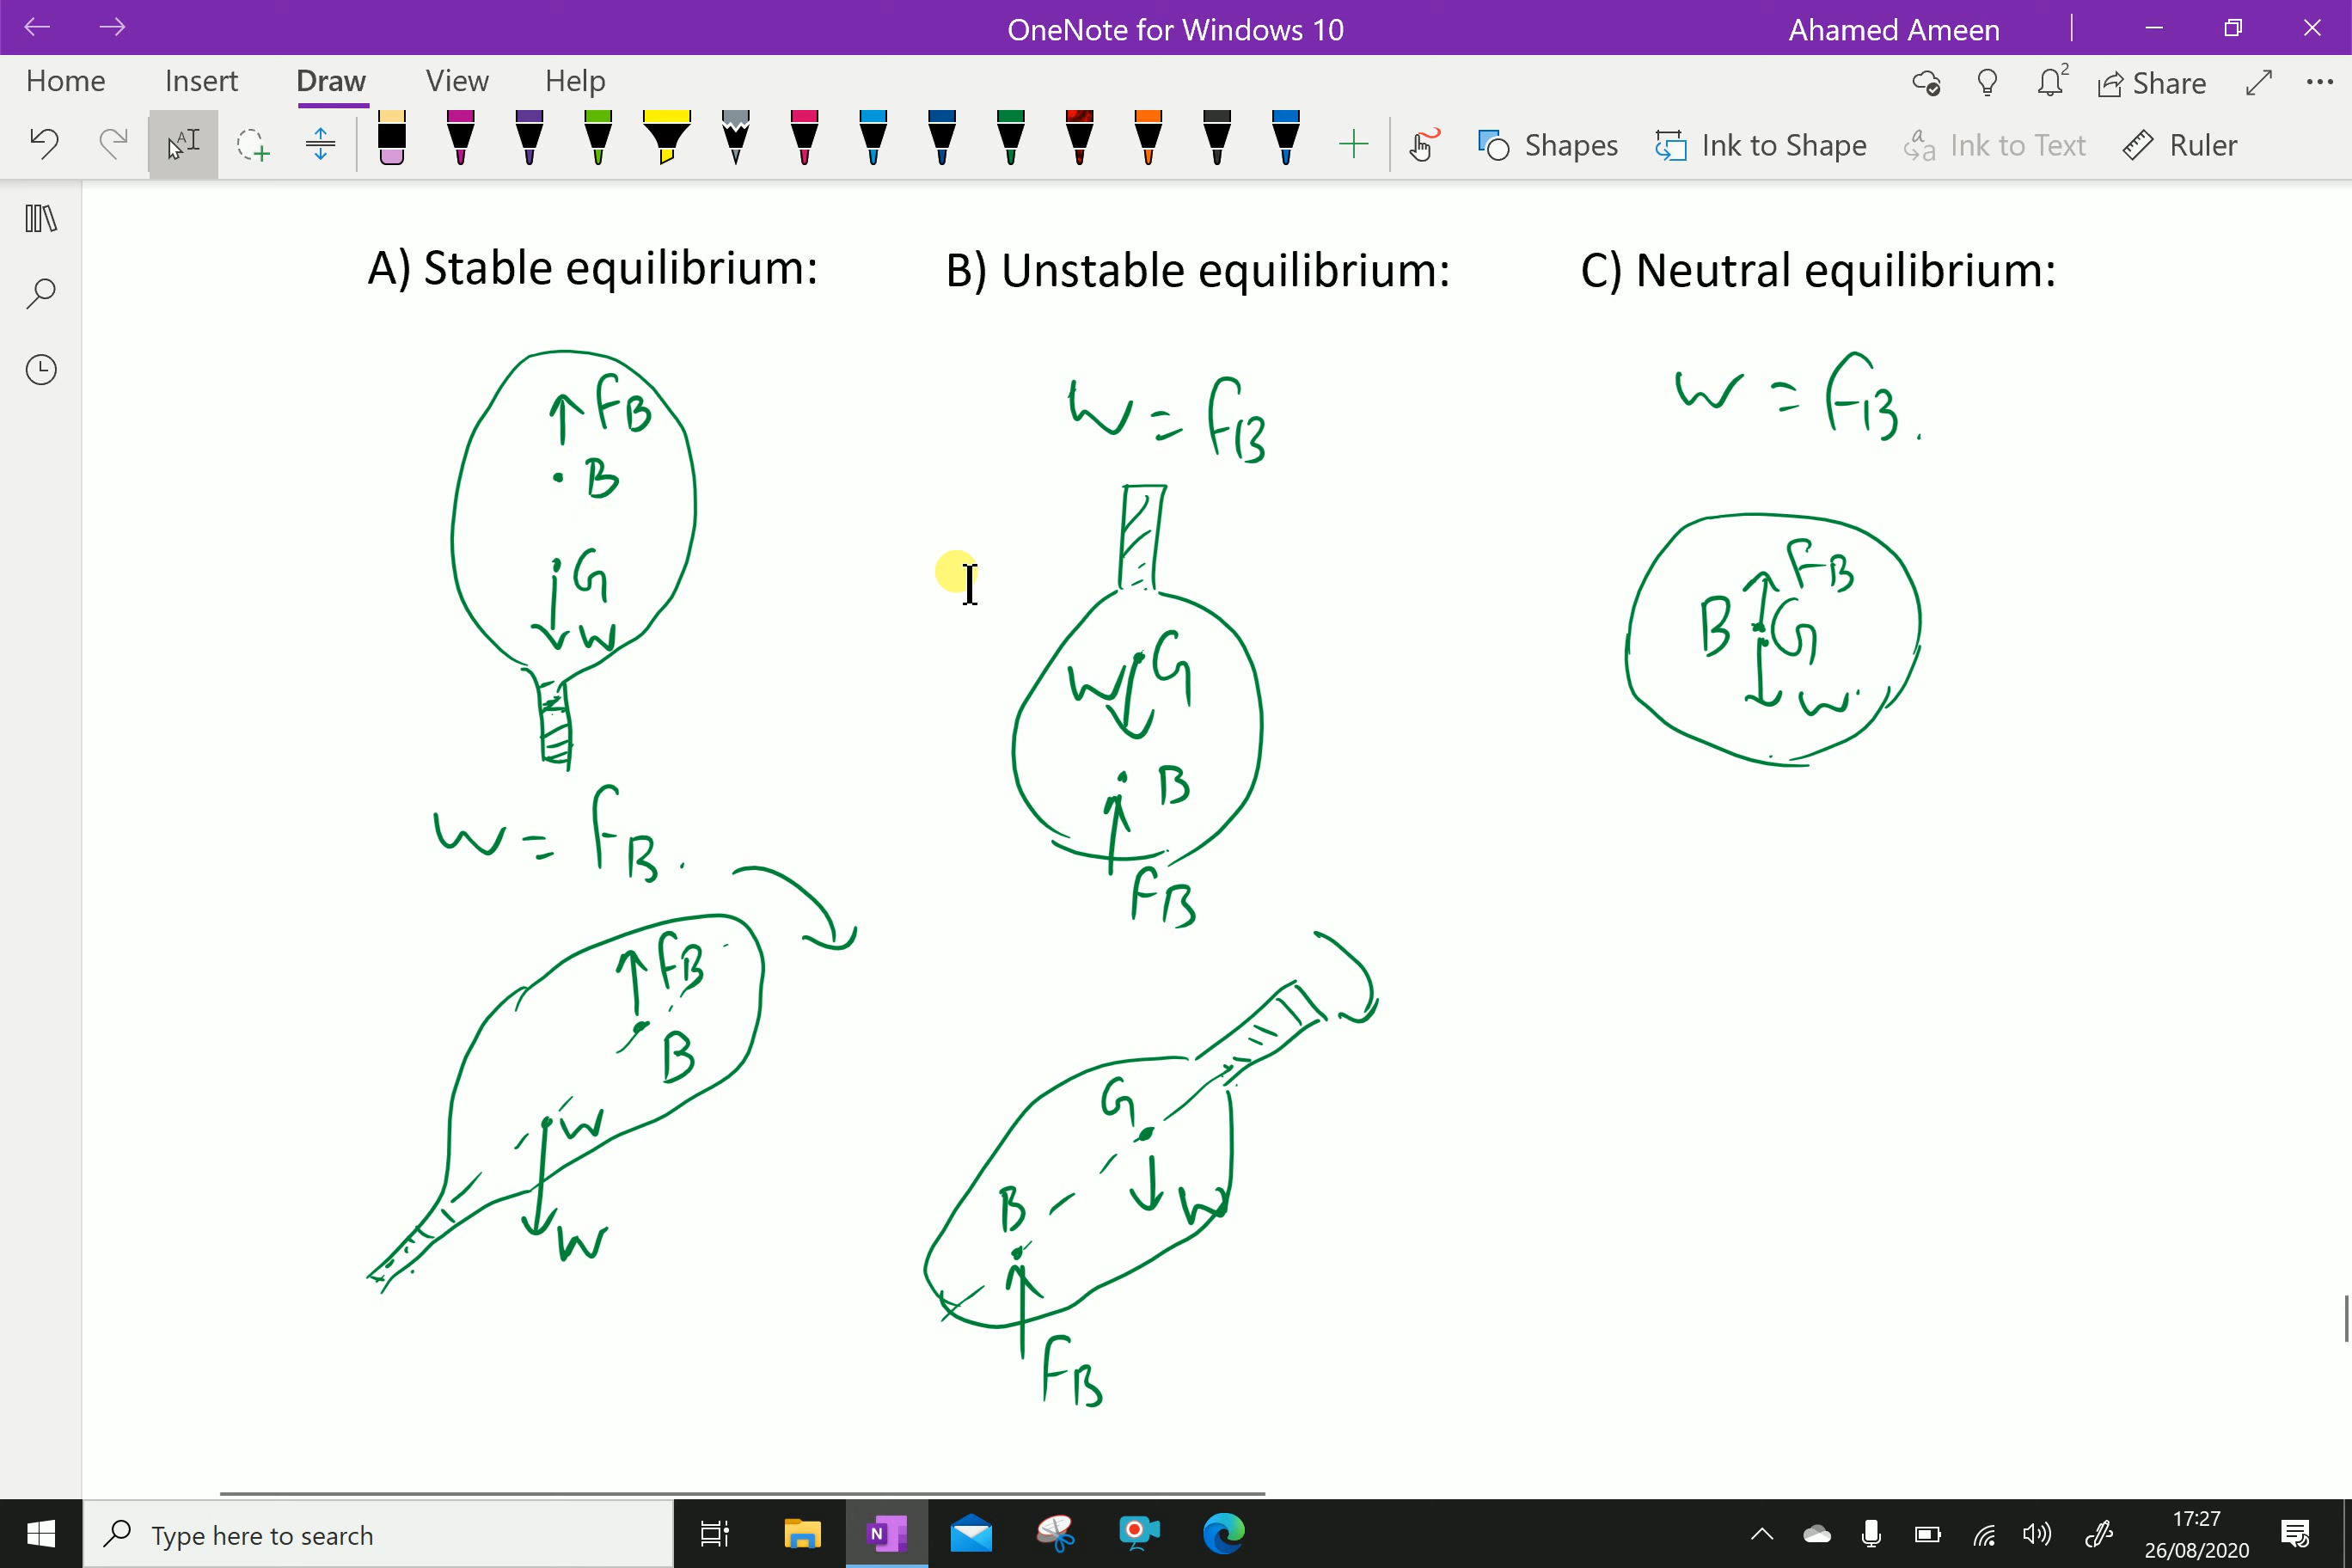 OneNote for Windows 10
Ahamed Ameen
Home Insert Draw View Help
2
Share
Shapes
Ink to Shape
Ink to Text
Ruler
A) Stable equilibrium:
FB
B
G
W
W = FB.
FB
B
W
W
B) Unstable equilibrium:
W = FB
G
W
B
FB
G
B
W
FB
C) Neutral equilibrium:
W = FB.
FB
B G
W
Type here to search
N
17:27
26/08/2020